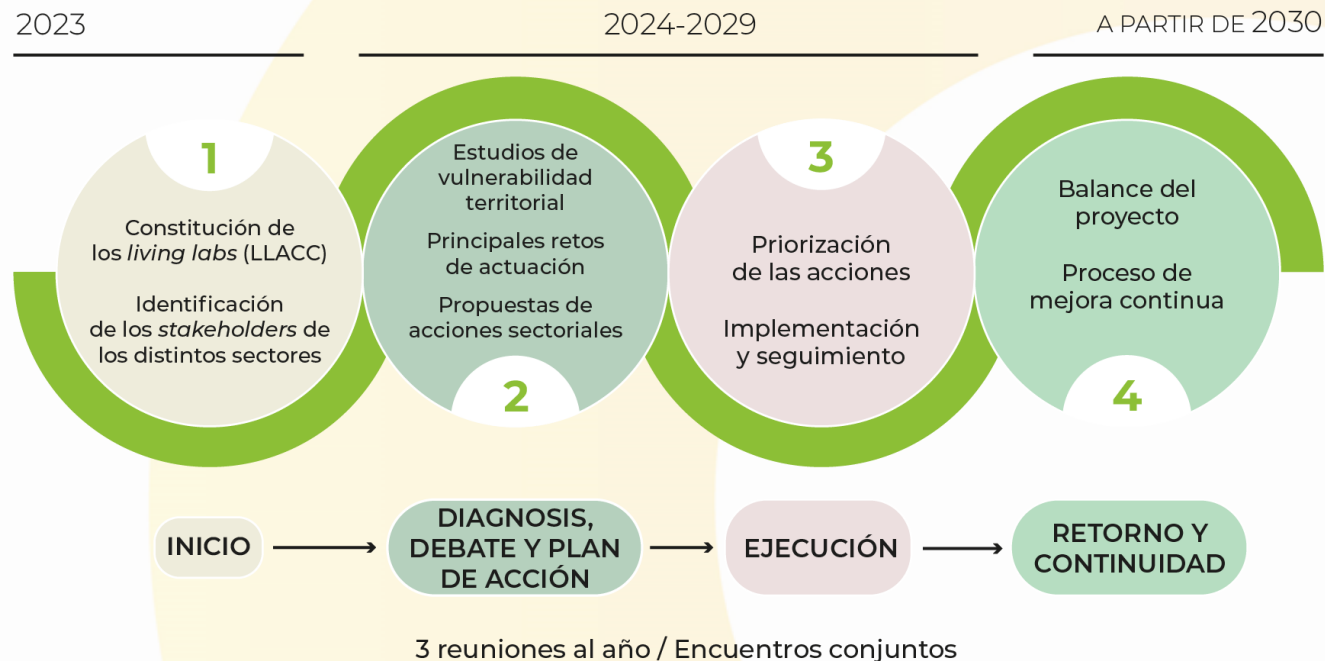 2023
2024-2029
A PARTIR DE 2030
1
Constitución de
los living labs (LLACC)
Identificación
de los stakeholders de
los distintos sectores
Estudios de
vulnerabilidad
territorial
Principales retos
de actuación
Propuestas de
acciones sectoriales
2
3
Priorización
de las acciones
Implementación
y seguimiento
Balance del
proyecto
Proceso de
mejora continua
4
INICIO
DIAGNOSIS,
DEBATE Y PLAN
DE ACCIÓN
EJECUCIÓN
RETORNO Y
CONTINUIDAD
3 reuniones al año / Encuentros conjuntos